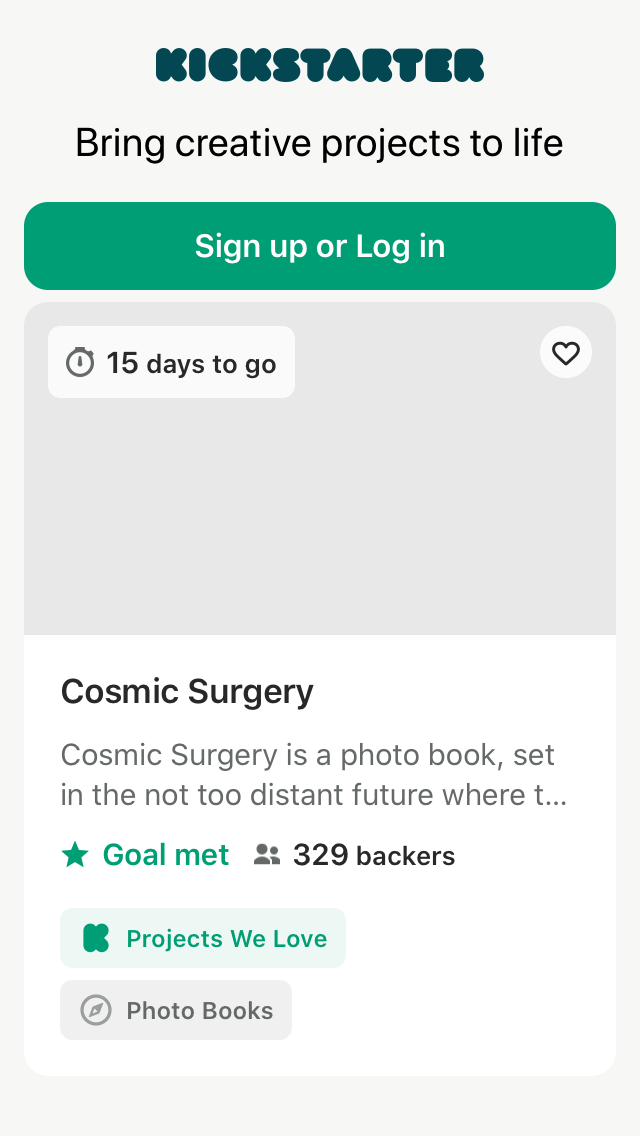 KICKSTARTER
Bring creative projects to life
Sign up or Log in
15 days to go
Cosmic Surgery
Cosmic Surgery is a photo book, set
in the not too distant future where t...
Goal met 329 backers
Projects We Love
Photo Books